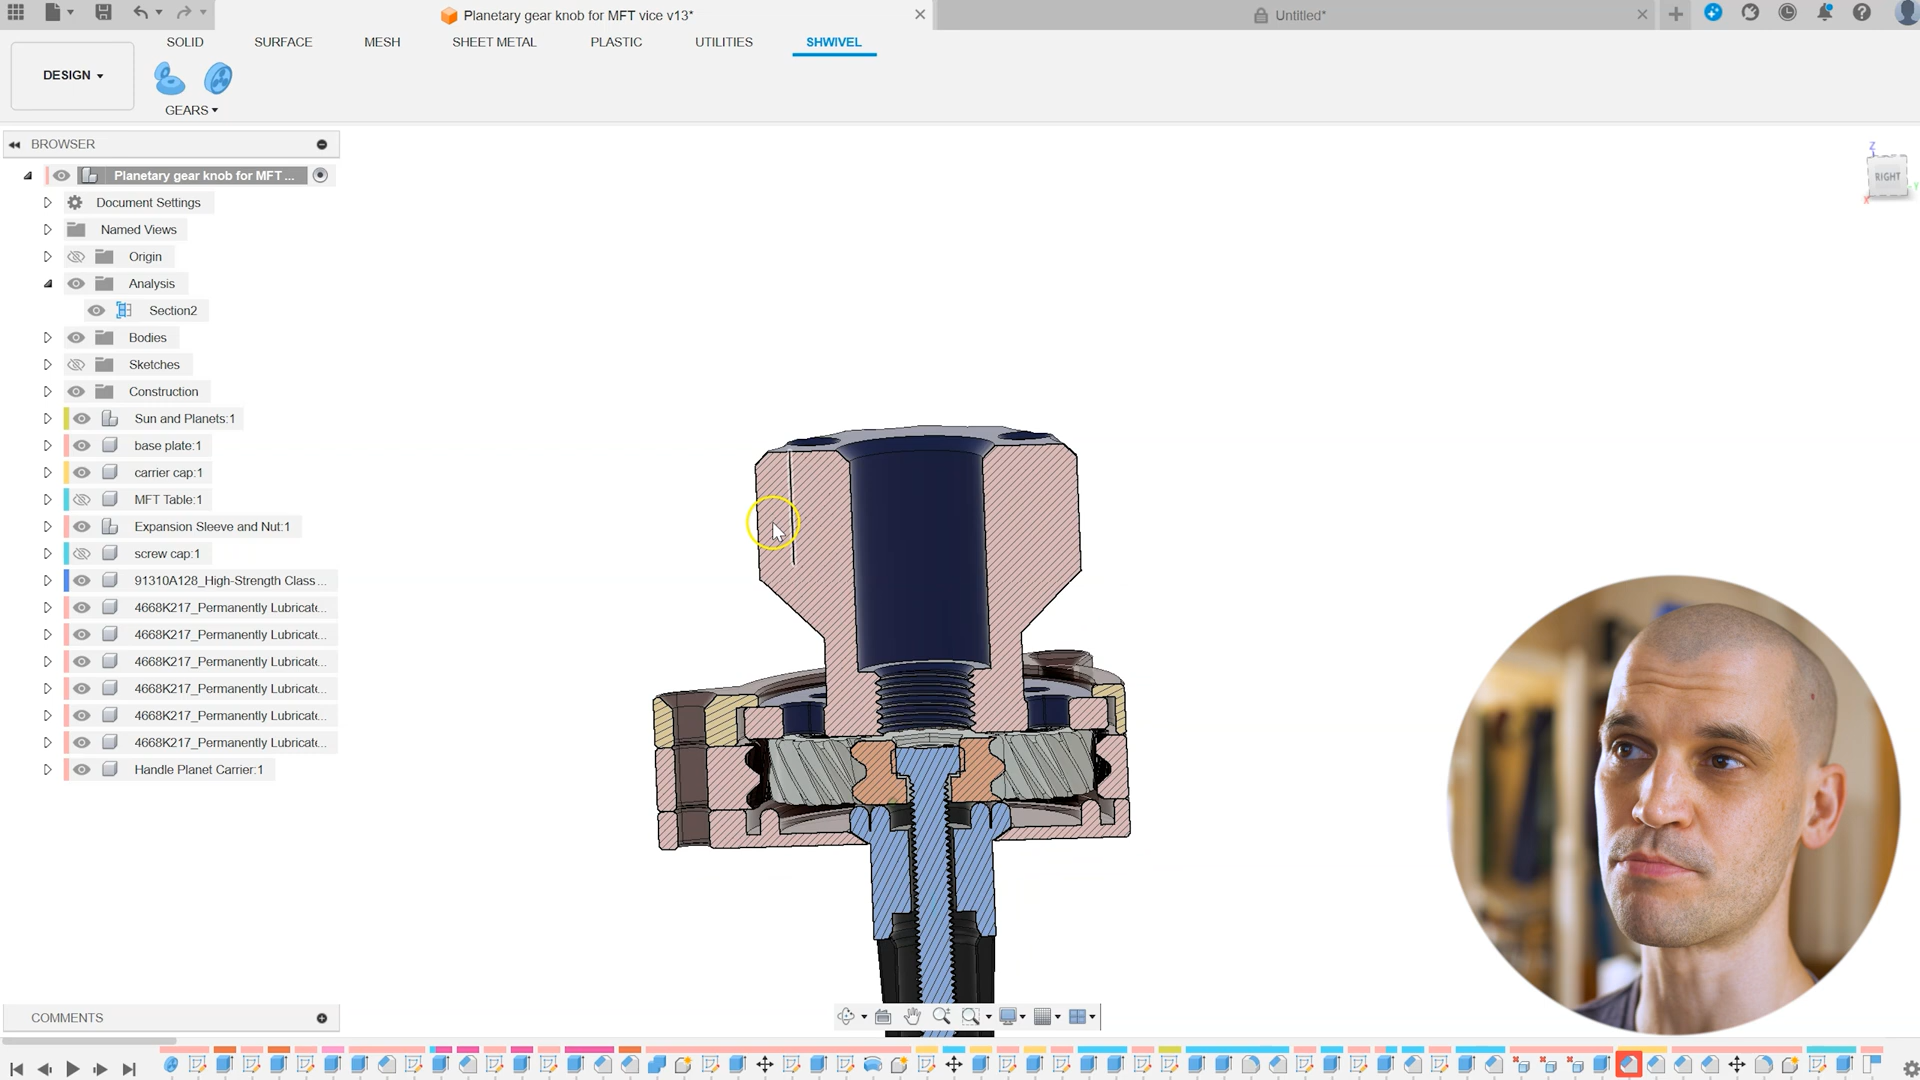 Planetary gear knob for MFT vice v13*
Untitled*
SOLID
SURFACE
MESH
SHEET METAL
PLASTIC
UTILITIES
SHWIVEL
DESIGN
GEARS
BROWSER
Planetary gear knob for MFT ...
Document Settings
Named Views
Origin
Analysis
Section2
Bodies
Sketches
Construction
Sun and Planets:1
base plate:1
carrier cap:1
MFT Table:1
Expansion Sleeve and Nut:1
screw cap:1
91310A128_High-Strength Class ...
4668K217_Permanently Lubricate...
4668K217_Permanently Lubricate...
4668K217_Permanently Lubricate...
4668K217_Permanently Lubricate...
4668K217_Permanently Lubricate...
4668K217_Permanently Lubricate...
Handle Planet Carrier:1
Z
RIGHT
Y
X
COMMENTS